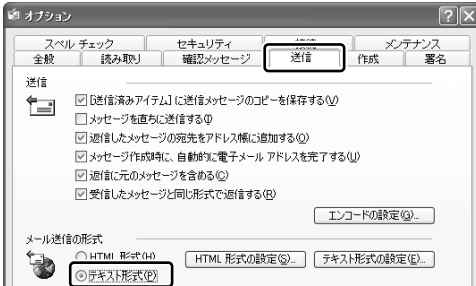 オプション
スペル チェック セキュリティ メンテナンス
全般 読み取り 確認メッセージ 送信 作成 署名
送信
[送信済みアイテム] に送信メッセージのコピーを保存する(V)
メッセージを直ちに送信する(I)
返信したメッセージの宛先をアドレス帳に追加する(O)
メッセージ作成時に、自動的に電子メール アドレスを完了する(U)
返信に元のメッセージを含める(C)
受信したメッセージと同じ形式で返信する(R)
エンコードの設定(G)...
メール送信の形式
HTML 形式(H) HTML 形式の設定(S)... テキスト形式の設定(E)...
テキスト形式(P)